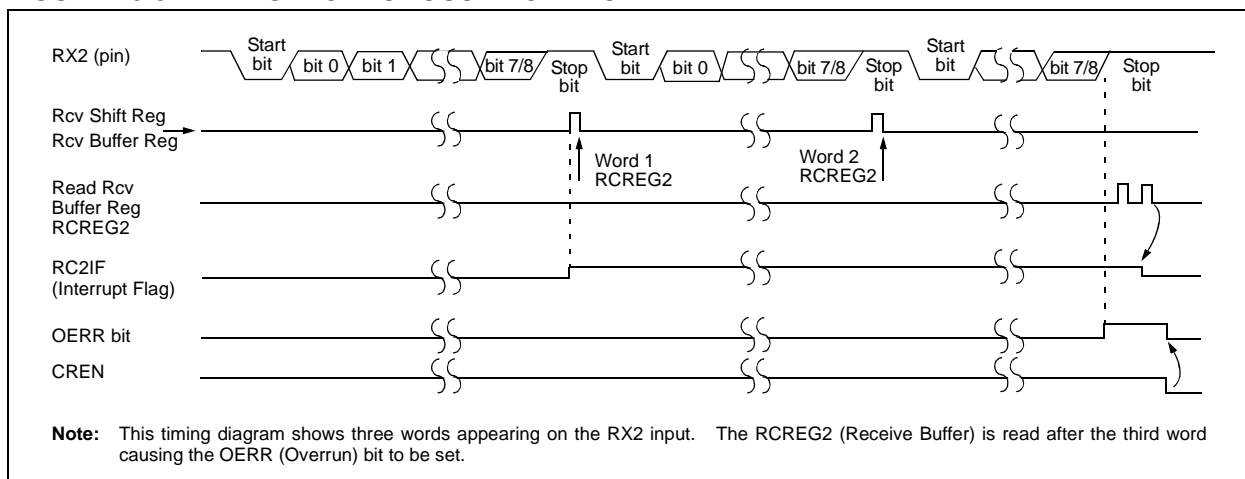 RX2 (pin)
Start bit
bit 0
bit 1
bit 7/8
Stop bit
Start bit
bit 0
bit 7/8
Stop bit
Start bit
bit 7/8
Stop bit
Rcv Shift Reg
Rcv Buffer Reg
Word 1
RCREG2
Word 2
RCREG2
Read Rcv
Buffer Reg
RCREG2
RC2IF
(Interrupt Flag)
OERR bit
CREN
Note: This timing diagram shows three words appearing on the RX2 input. The RCREG2 (Receive Buffer) is read after the third word
causing the OERR (Overrun) bit to be set.